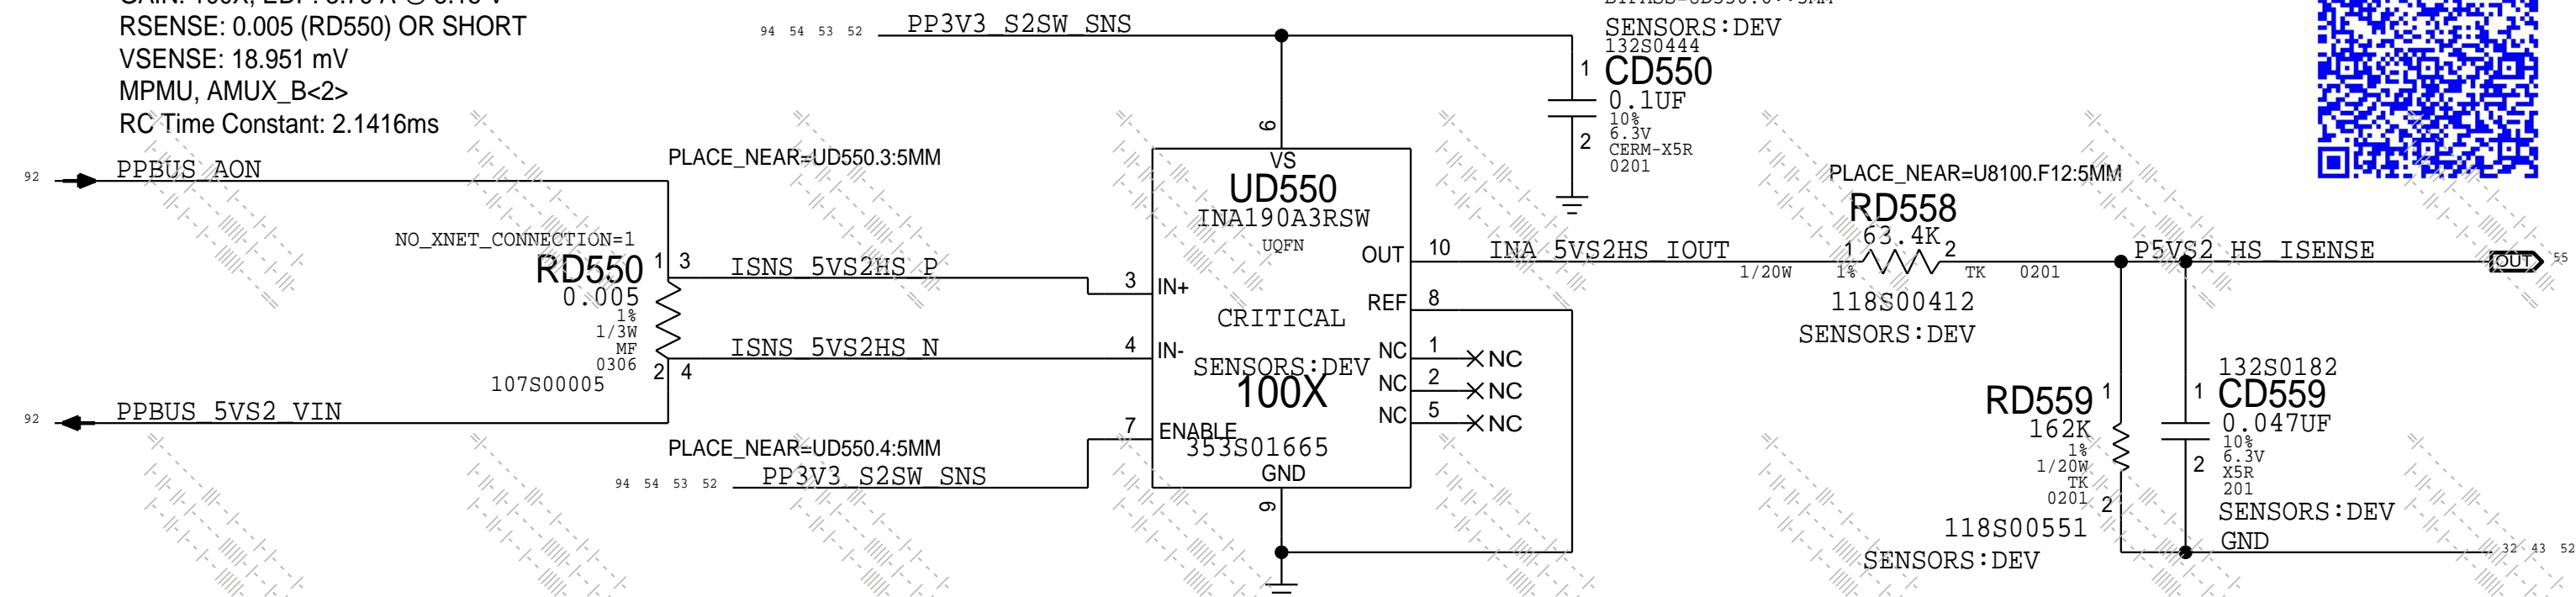 RSENSE: 0.005 (RD550) OR SHORT
VSENSE: 18.951 mV
MPMU, AMUX_B<2>
RC Time Constant: 2.1416ms
92
PPBUS_AON
NO_XNET_CONNECTION=1
RD550
0.005
1%
1/3W
MF
0306
107S00005
1 3
2 4
92
PPBUS_5VS2_VIN
PLACE_NEAR=UD550.3:5MM
ISNS_5VS2HS_P
ISNS_5VS2HS_N
PLACE_NEAR=UD550.4:5MM
94 54 53 52
PP3V3_S2SW_SNS
94 54 53 52
PP3V3_S2SW_SNS
6
VS
UD550
INA190A3RSW
UQFN
3
IN+
4
IN-
7
ENABLE
CRITICAL
SENSORS:DEV
100X
353S01665
GND
9
OUT
10
REF
8
NC
1
NC
NC
2
NC
NC
5
NC
SENSORS:DEV
132S0444
1
CD550
0.1UF
10%
6.3V
2
CERM-X5R
0201
INA_5VS2HS_IOUT
PLACE_NEAR=U8100.F12:5MM
RD558
63.4K
1
2
1/20W
1%
TK
0201
118S00412
SENSORS:DEV
P5VS2_HS_ISENSE
OUT
55
RD559
1
162K
1%
1/20W
TK
0201
2
118S00551
SENSORS:DEV
132S0182
1
CD559
0.047UF
10%
6.3V
2
X5R
201
SENSORS:DEV
GND
32 43 52